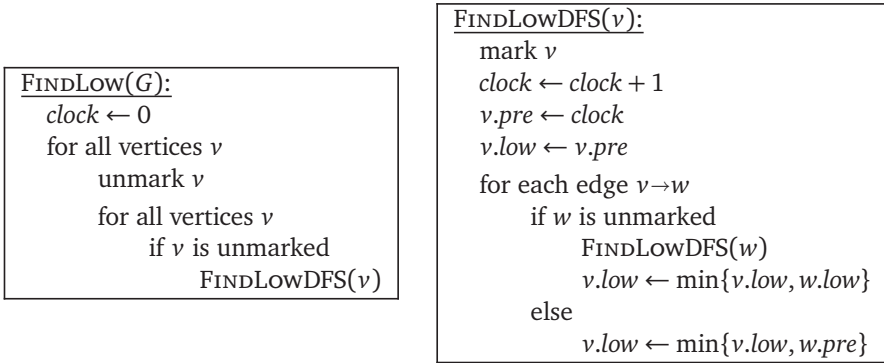 FINDLOW(G):
clock ← 0
for all vertices v
unmark v
for all vertices v
if v is unmarked
FINDLOWDFS(v)
FINDLOWDFS(v):
mark v
clock ← clock + 1
v.pre ← clock
v.low ← v.pre
for each edge v→w
if w is unmarked
FINDLOWDFS(w)
v.low ← min{v.low, w.low}
else
v.low ← min{v.low, w.pre}